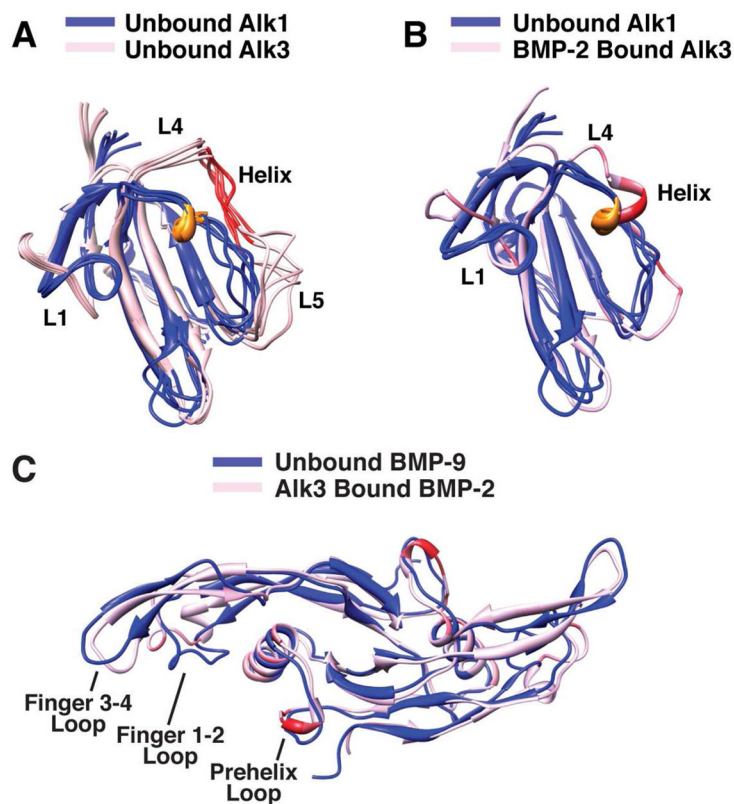 A
Unbound Alk1
Unbound Alk3
L4
Helix
L1
L5
B
Unbound Alk1
BMP-2 Bound Alk3
L4
Helix
L1
C
Unbound BMP-9
Alk3 Bound BMP-2
Finger 3-4
Loop
Finger 1-2
Loop
Prehelix
Loop